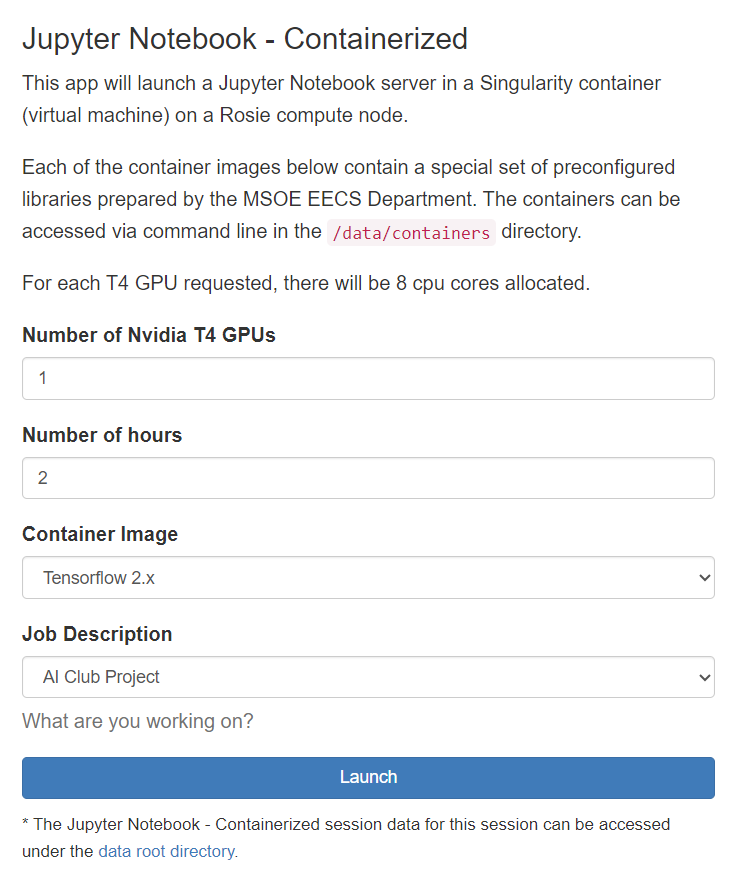 Jupyter Notebook - Containerized
This app will launch a Jupyter Notebook server in a Singularity container
(virtual machine) on a Rosie compute node.
Each of the container images below contain a special set of preconfigured
libraries prepared by the MSOE EECS Department. The containers can be
accessed via command line in the /data/containers directory.
For each T4 GPU requested, there will be 8 cpu cores allocated.
Number of Nvidia T4 GPUs
1
Number of hours
2
Container Image
Tensorflow 2.x
Job Description
AI Club Project
What are you working on?
Launch
* The Jupyter Notebook - Containerized session data for this session can be accessed
under the data root directory.